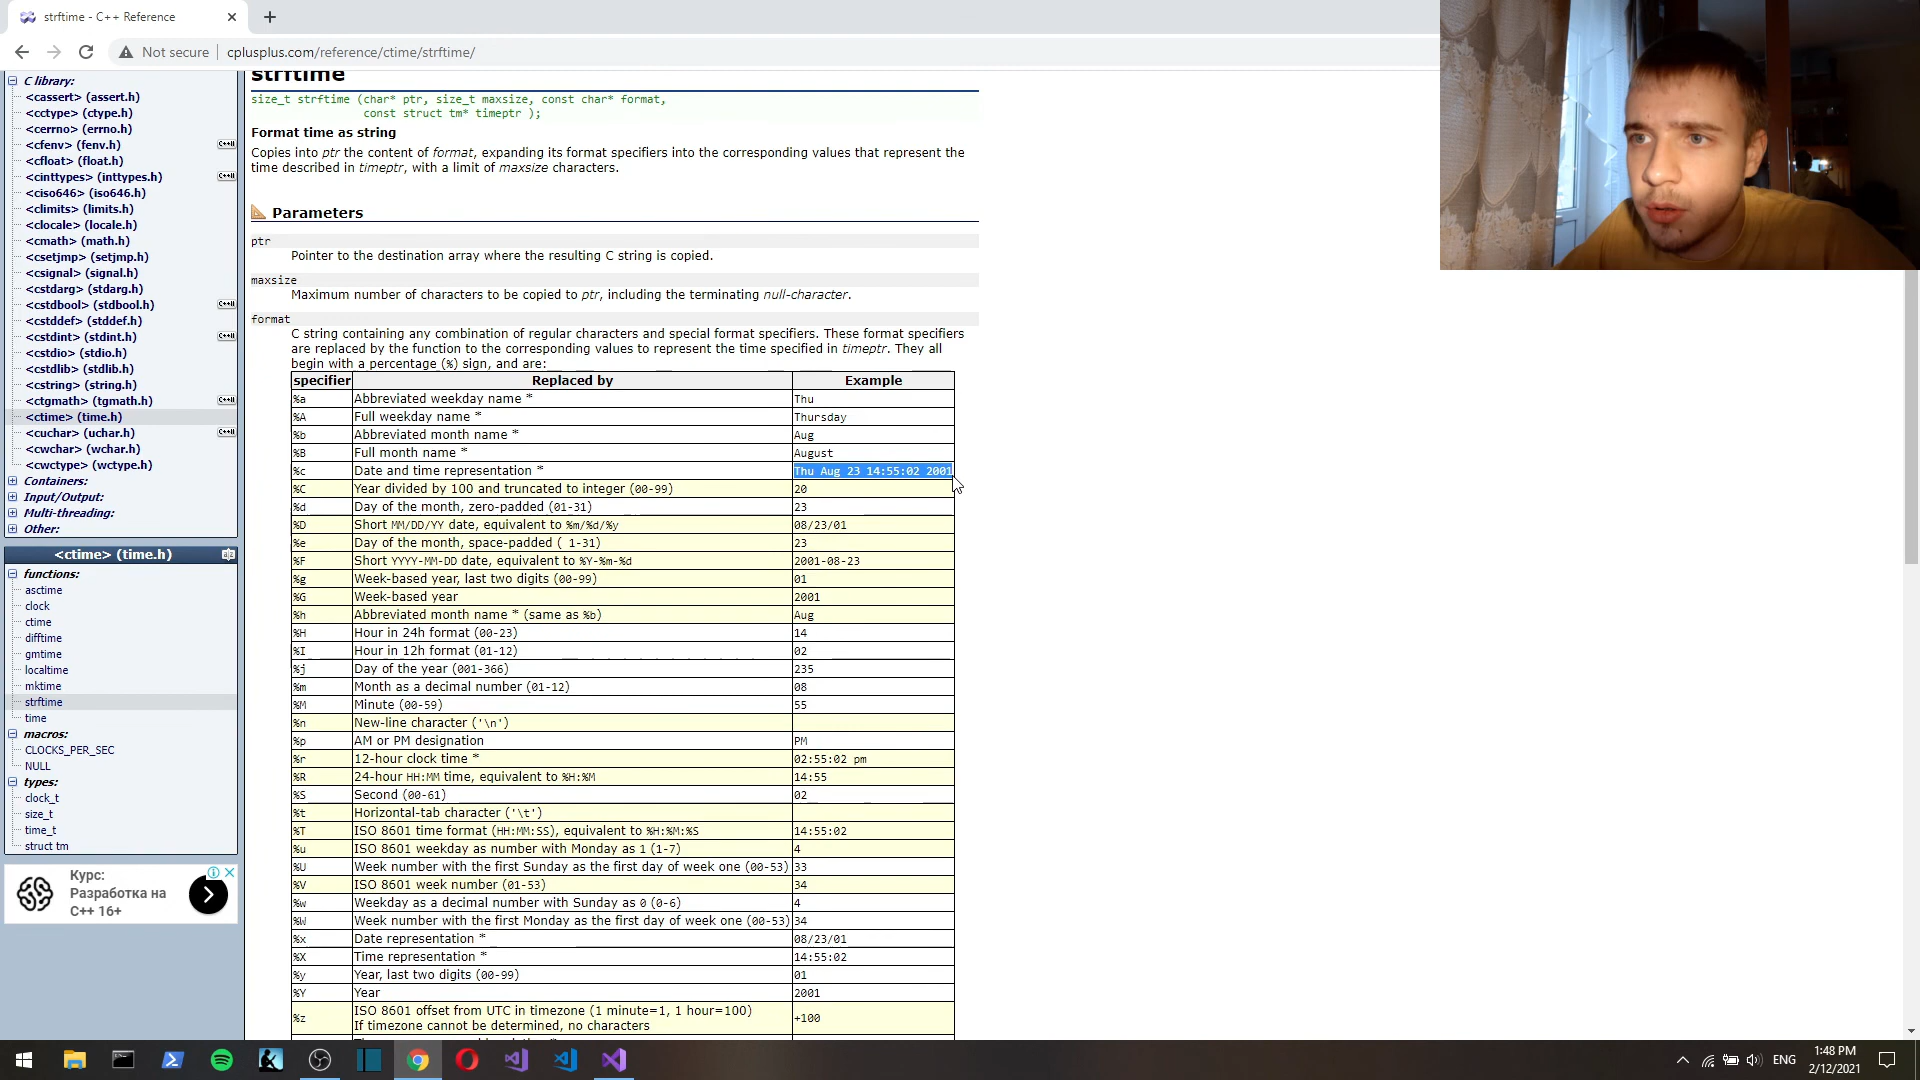 strftime - C++ Reference
Not secure
cplusplus.com/reference/ctime/strftime/
C library:
<cassert> (assert.h)
<cctype> (ctype.h)
<cerrno> (errno.h)
<cfenv> (fenv.h)
C++11
<cfloat> (float.h)
<cinttypes> (inttypes.h)
C++11
<ciso646> (iso646.h)
<climits> (limits.h)
<clocale> (locale.h)
<cmath> (math.h)
<csetjmp> (setjmp.h)
<csignal> (signal.h)
<cstdarg> (stdarg.h)
<cstdbool> (stdbool.h)
C++11
<cstddef> (stddef.h)
<cstdint> (stdint.h)
C++11
<cstdio> (stdio.h)
<cstdlib> (stdlib.h)
<cstring> (string.h)
<ctgmath> (tgmath.h)
C++11
<ctime> (time.h)
<cuchar> (uchar.h)
C++11
<cwchar> (wchar.h)
<cwctype> (wctype.h)
Containers:
Input/Output:
Multi-threading:
Other:
<ctime> (time.h)
functions:
asctime
clock
ctime
difftime
gmtime
localtime
mktime
strftime
time
macros:
CLOCKS_PER_SEC
NULL
types:
clock_t
size_t
time_t
struct tm
Курс:
Разработка на
C++ 16+
strftime
size_t strftime (char* ptr, size_t maxsize, const char* format,
const struct tm* timeptr );
Format time as string
Copies into ptr the content of format, expanding its format specifiers into the corresponding values that represent the
time described in timeptr, with a limit of maxsize characters.
Parameters
ptr
Pointer to the destination array where the resulting C string is copied.
maxsize
Maximum number of characters to be copied to ptr, including the terminating null-character.
format
C string containing any combination of regular characters and special format specifiers. These format specifiers
are replaced by the function to the corresponding values to represent the time specified in timeptr. They all
begin with a percentage (%) sign, and are:
specifier Replaced by Example
%a Abbreviated weekday name * Thu
%A Full weekday name * Thursday
%b Abbreviated month name * Aug
%B Full month name * August
%c Date and time representation * Thu Aug 23 14:55:02 2001
%C Year divided by 100 and truncated to integer (00-99) 20
%d Day of the month, zero-padded (01-31) 23
%D Short MM/DD/YY date, equivalent to %m/%d/%y 08/23/01
%e Day of the month, space-padded ( 1-31) 23
%F Short YYYY-MM-DD date, equivalent to %Y-%m-%d 2001-08-23
%g Week-based year, last two digits (00-99) 01
%G Week-based year 2001
%h Abbreviated month name * (same as %b) Aug
%H Hour in 24h format (00-23) 14
%I Hour in 12h format (01-12) 02
%j Day of the year (001-366) 235
%m Month as a decimal number (01-12) 08
%M Minute (00-59) 55
%n New-line character ('\n')
%p AM or PM designation PM
%r 12-hour clock time * 02:55:02 pm
%R 24-hour HH:MM time, equivalent to %H:%M 14:55
%S Second (00-61) 02
%t Horizontal-tab character ('\t')
%T ISO 8601 time format (HH:MM:SS), equivalent to %H:%M:%S 14:55:02
%u ISO 8601 weekday as number with Monday as 1 (1-7) 4
%U Week number with the first Sunday as the first day of week one (00-53) 33
%V ISO 8601 week number (01-53) 34
%w Weekday as a decimal number with Sunday as 0 (0-6) 4
%W Week number with the first Monday as the first day of week one (00-53) 34
%x Date representation * 08/23/01
%X Time representation * 14:55:02
%y Year, last two digits (00-99) 01
%Y Year 2001
%z ISO 8601 offset from UTC in timezone (1 minute=1, 1 hour=100) +100
If timezone cannot be determined, no characters
ENG
1:48 PM
2/12/2021